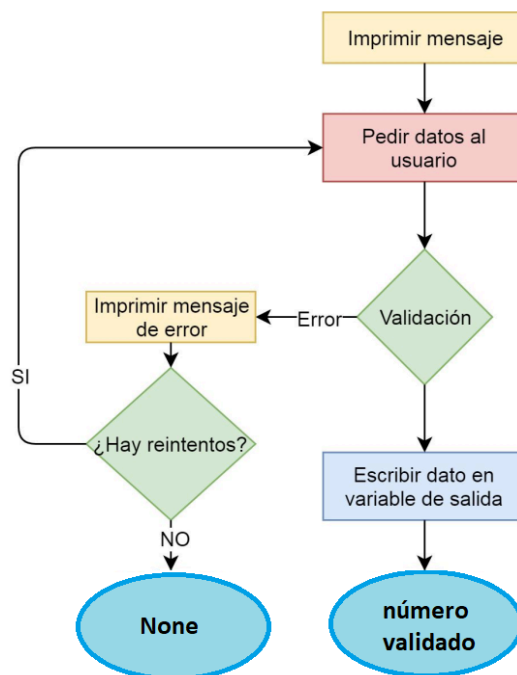 Imprimir mensaje
Pedir datos al
usuario
Validación
Error
Imprimir mensaje
de error
¿Hay reintentos?
SI
NO
None
Escribir dato en
variable de salida
número
validado